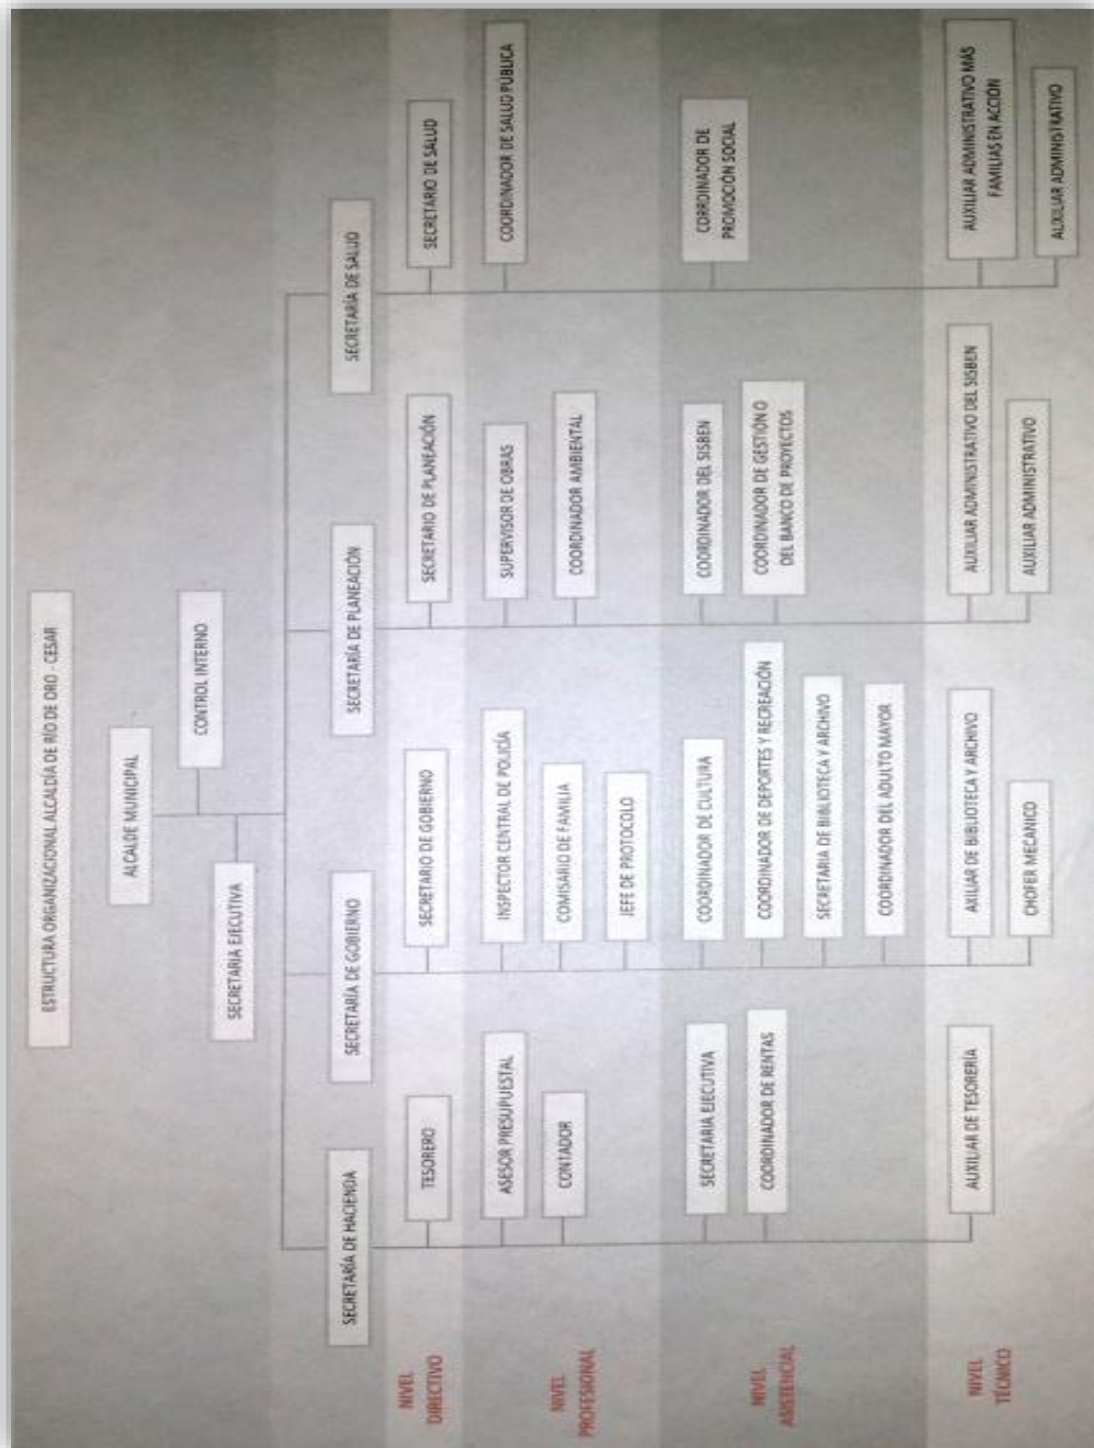 ESTRUCTURA ORGANIZACIONAL ALCALDÍA DE RÍO DE ORO - CESAR
ALCALDE MUNICIPAL
CONTROL INTERNO
SECRETARIA EJECUTIVA
SECRETARÍA DE HACIENDA
SECRETARÍA DE GOBIERNO
SECRETARÍA DE PLANEACIÓN
SECRETARÍA DE SALUD
NIVEL
DIRECTIVO
TESORERO
SECRETARIO DE GOBIERNO
SECRETARIO DE PLANEACIÓN
SECRETARIO DE SALUD
NIVEL
PROFESIONAL
ASESOR PRESUPUESTAL
CONTADOR
INSPECTOR CENTRAL DE POLICÍA
COMISARIO DE FAMILIA
JEFE DE PROTOCOLO
SUPERVISOR DE OBRAS
COORDINADOR AMBIENTAL
COORDINADOR DE SALUD PÚBLICA
NIVEL
ASISTENCIAL
SECRETARIA EJECUTIVA
COORDINADOR DE RENTAS
COORDINADOR DE CULTURA
COORDINADOR DE DEPORTES Y RECREACIÓN
SECRETARIA DE BIBLIOTECA Y ARCHIVO
COORDINADOR DEL ADULTO MAYOR
COORDINADOR DEL SISBEN
COORDINADOR DE GESTIÓN O
DEL BANCO DE PROYECTOS
CORRDINADOR DE
PROMOCIÓN SOCIAL
NIVEL
TÉCNICO
AUXILIAR DE TESORERÍA
AXILIAR DE BIBLIOTECA Y ARCHIVO
CHOFER MECANICO
AUXILIAR ADMINISTRATIVO DEL SISBEN
AUXILIAR ADMINISTRATIVO
AUXILIAR ADMINISTRATIVO MÁS
FAMILIAS EN ACCIÓN
AUXILIAR ADMINISTRATIVO